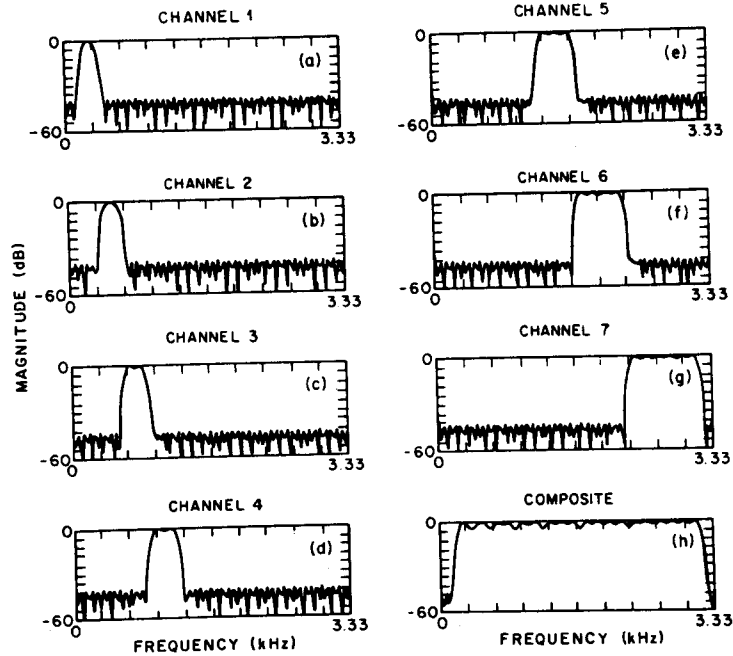 CHANNEL 1
0
(a)
-60
0
3.33
CHANNEL 2
0
(b)
-60
0
3.33
CHANNEL 3
0
(c)
-60
0
3.33
CHANNEL 4
0
(d)
-60
0
3.33
FREQUENCY (kHz)
MAGNITUDE (dB)
CHANNEL 5
0
(e)
-60
0
3.33
CHANNEL 6
0
(f)
-60
0
3.33
CHANNEL 7
0
(g)
-60
0
3.33
COMPOSITE
0
(h)
-60
0
3.33
FREQUENCY (kHz)